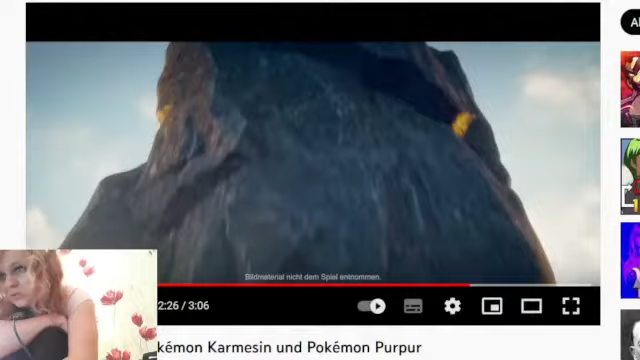 Bildmaterial nicht dem Spiel entnommen.
2:26 / 3:06
kémon Karmesin und Pokémon Purpur